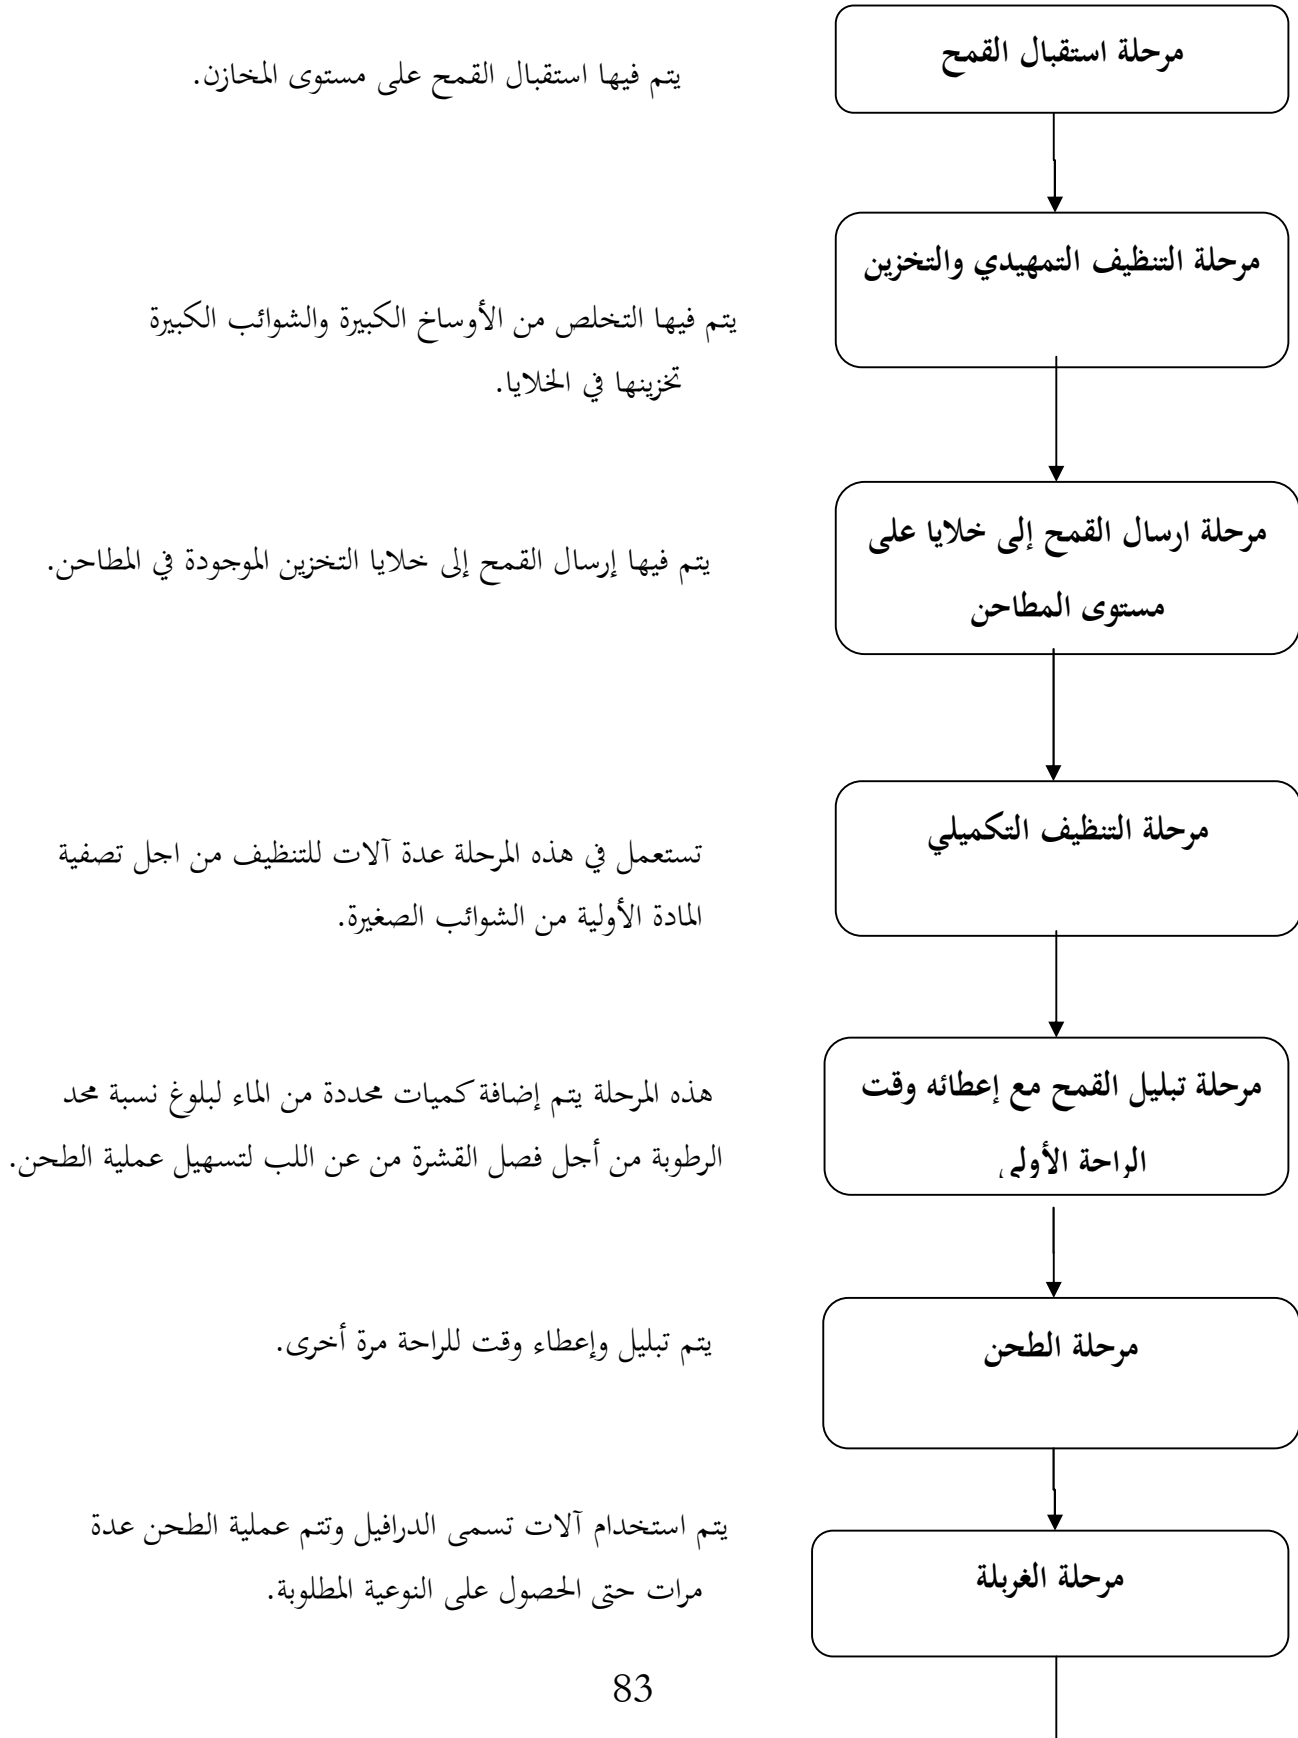 مرحلة استقبال القمح
يتم فيها استقبال القمح على مستوى المخازن.
مرحلة التنظيف التمهيدي والتخزين
يتم فيها التخلص من الأوساخ الكبيرة والشوائب الكبيرة
تخزينها في الخلايا.
مرحلة ارسال القمح إلى خلايا على
مستوى المطاحن
يتم فيها إرسال القمح إلى خلايا التخزين الموجودة في المطاحن.
مرحلة التنظيف التكميلي
تستعمل في هذه المرحلة عدة آلات للتنظيف من اجل تصفية
المادة الأولية من الشوائب الصغيرة.
مرحلة تبليل القمح مع إعطائه وقت
الراحة الأولى
هذه المرحلة يتم إضافة كميات محددة من الماء لبلوغ نسبة محد
الرطوبة من أجل فصل القشرة من عن اللب لتسهيل عملية الطحن.
مرحلة الطحن
يتم تبليل وإعطاء وقت للراحة مرة أخرى.
مرحلة الغربلة
يتم استخدام آلات تسمى الدرافيل وتتم عملية الطحن عدة
مرات حتى الحصول على النوعية المطلوبة.
83